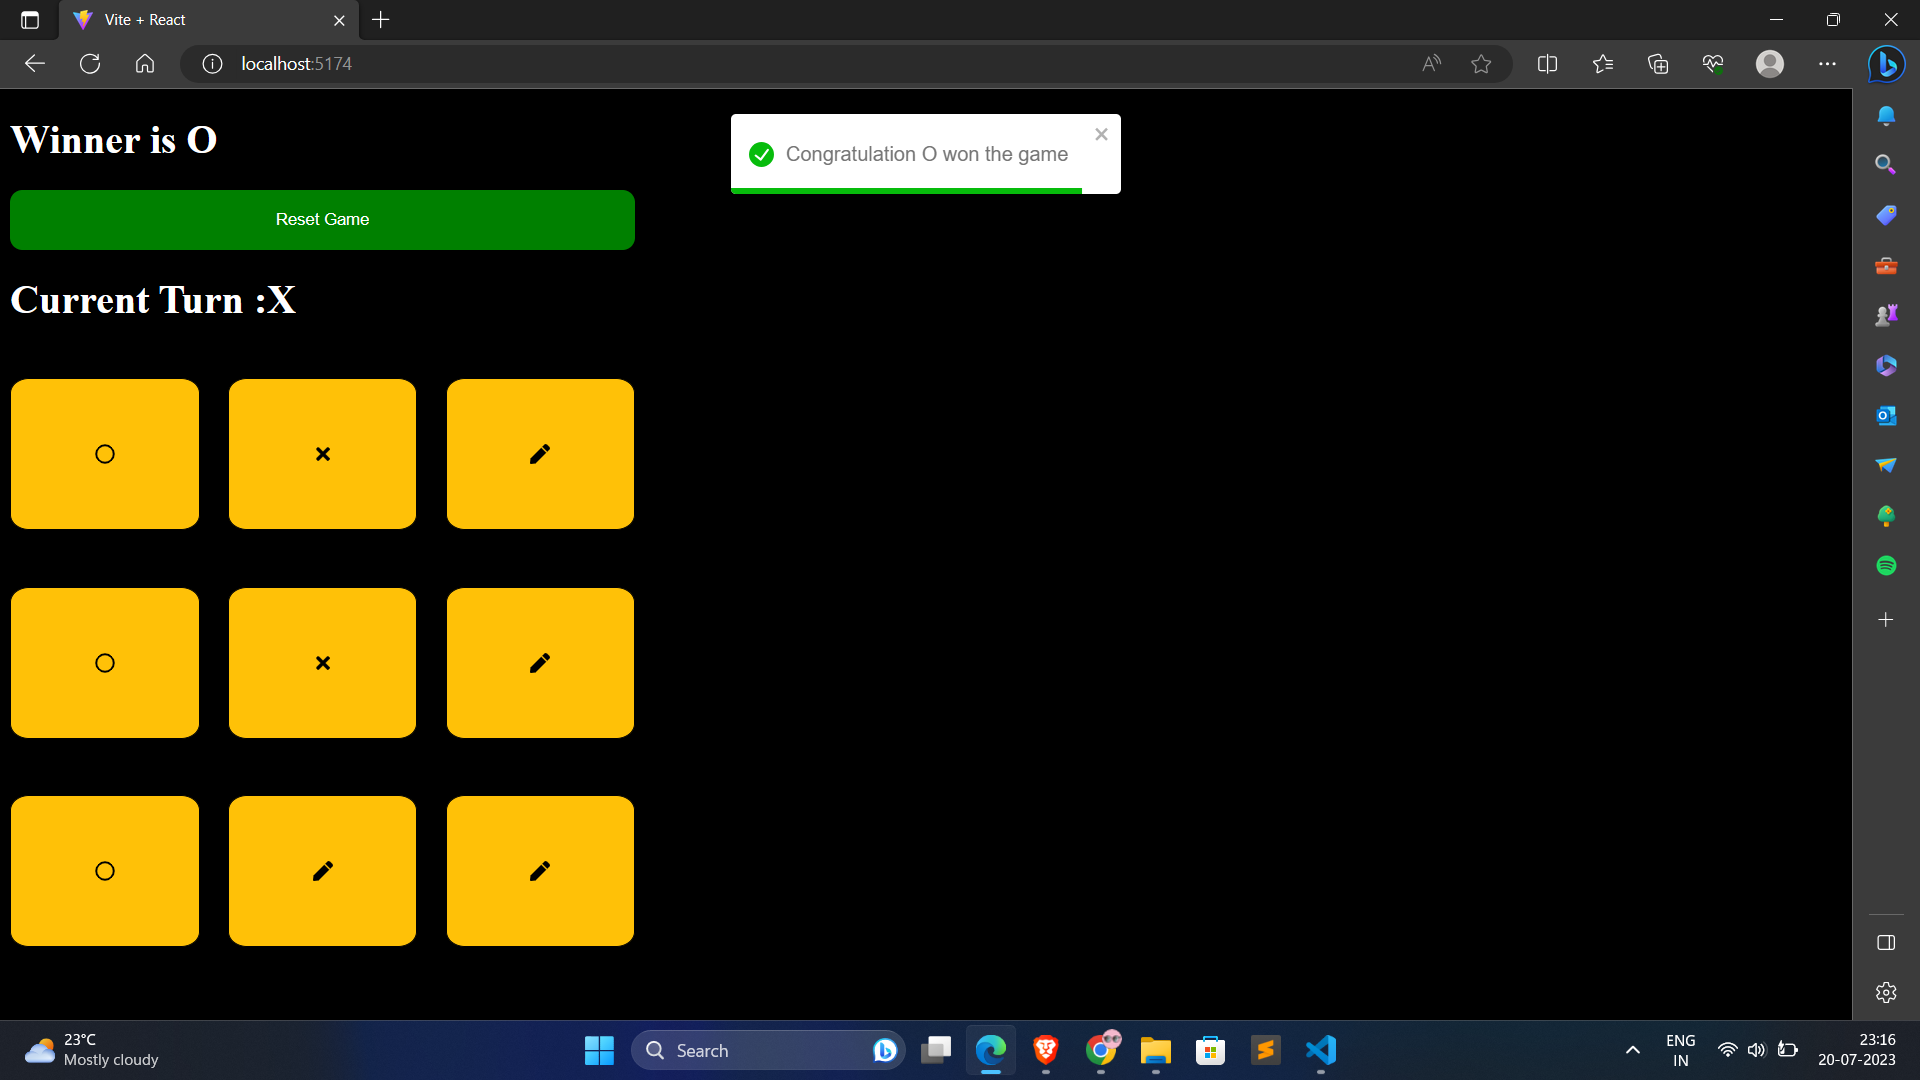 Vite + React
localhost:5174
Winner is O
Congratulation O won the game
Reset Game
Current Turn :X
23°C
Mostly cloudy
Search
ENG
IN
23:16
20-07-2023